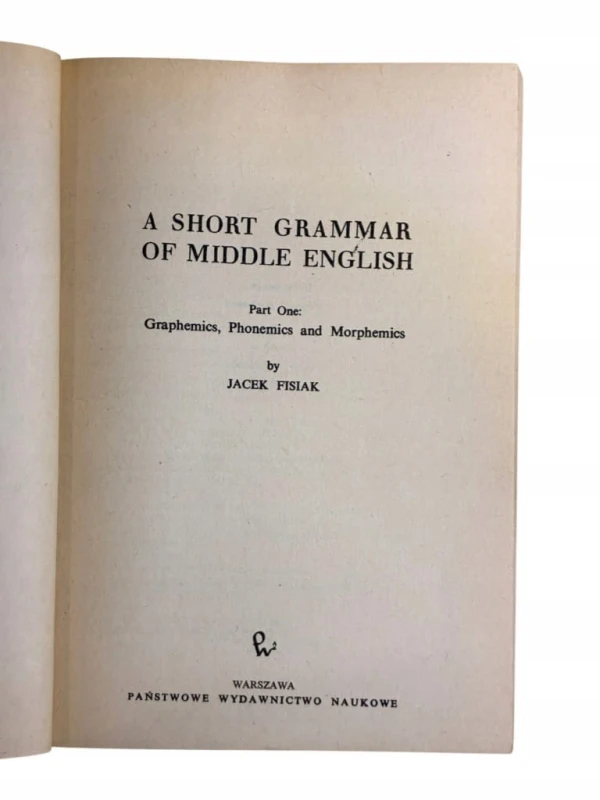 A SHORT GRAMMAR
OF MIDDLE ENGLISH
Part One:
Graphemics, Phonemics and Morphemics
by
JACEK FISIAK
WARSZAWA
PAŃSTWOWE WYDAWNICTWO NAUKOWE